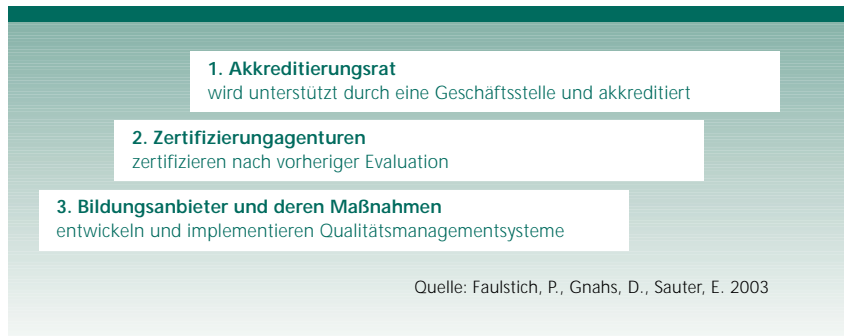 1. Akkreditierungsrat
wird unterstützt durch eine Geschäftsstelle und akkreditiert
2. Zertifizierungagenturen
zertifizieren nach vorheriger Evaluation
3. Bildungsanbieter und deren Maßnahmen
entwickeln und implementieren Qualitätsmanagementsysteme
Quelle: Faulstich, P., Gnahs, D., Sauter, E. 2003